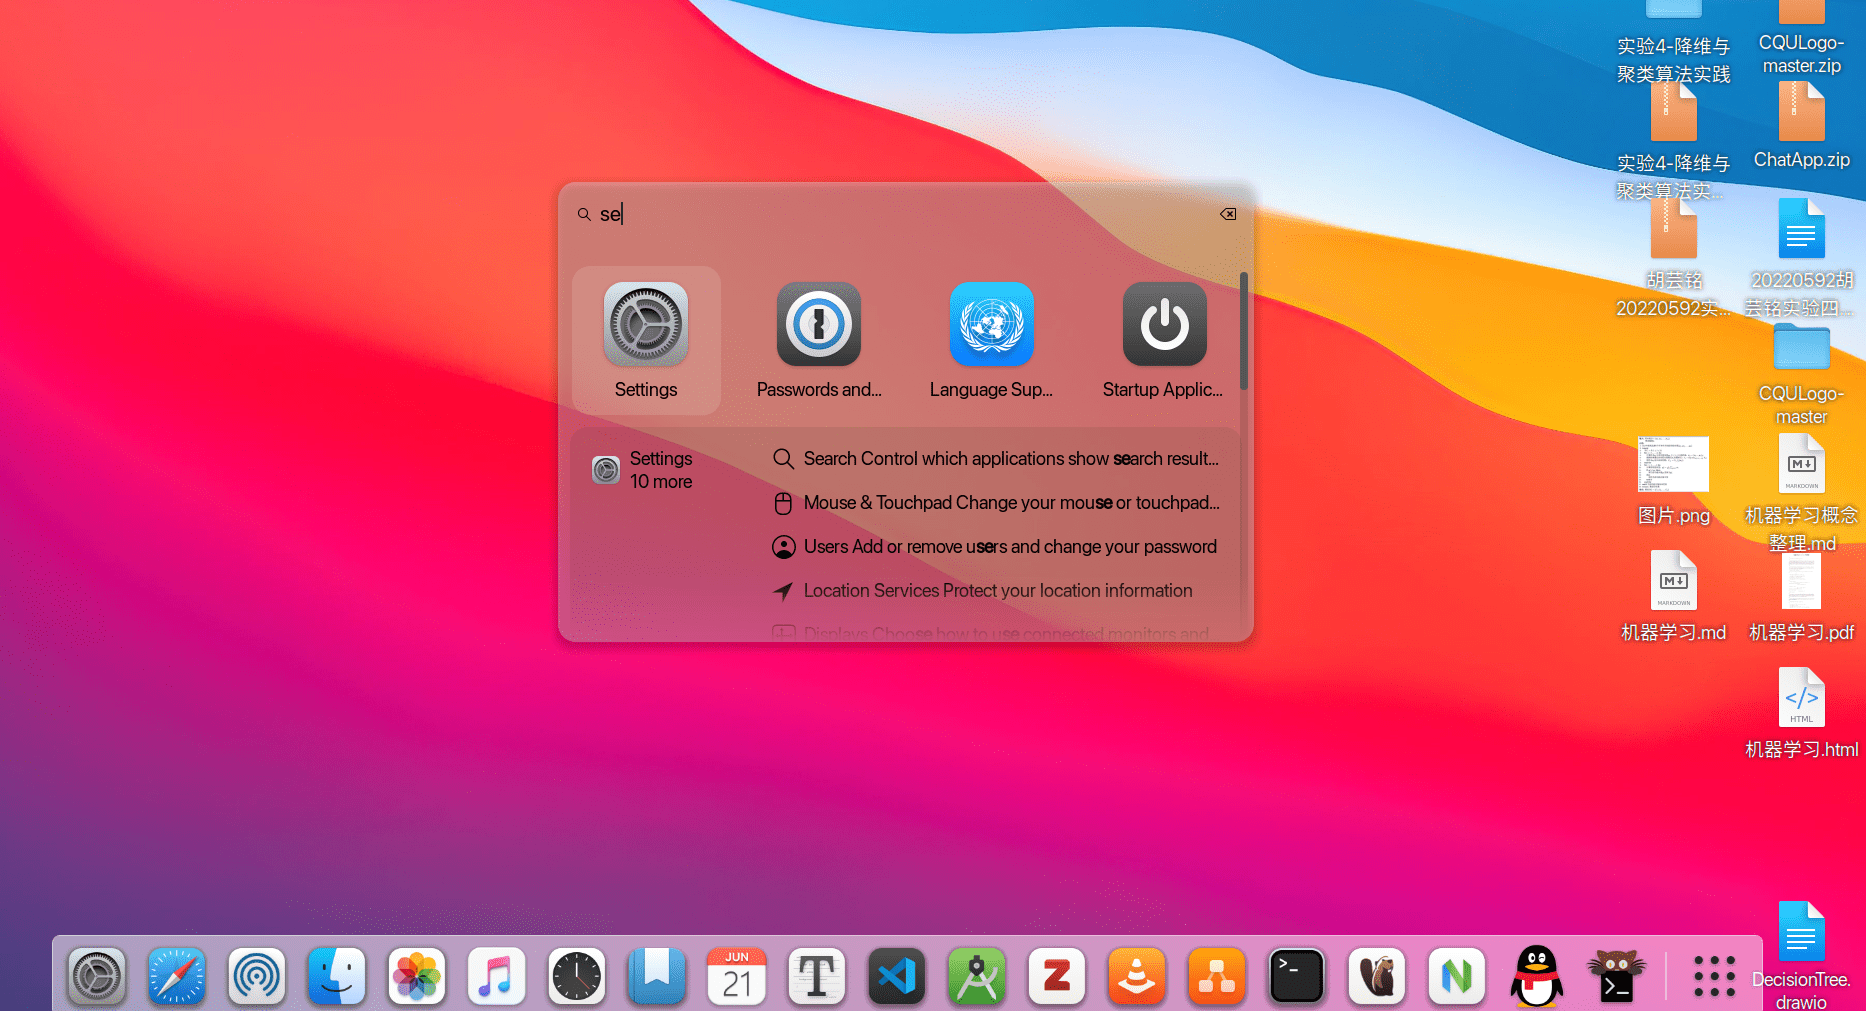 se
Settings
Passwords and...
Language Sup...
Startup Applic...
Settings
10 more
Search Control which applications show search result...
Mouse & Touchpad Change your mouse or touchpad...
Users Add or remove users and change your password
Location Services Protect your location information
Displays Choose how to use connected monitors and
实验4-降维与
聚类算法实践
CQULogo-
master.zip
实验4-降维与
聚类算法实...
ChatApp.zip
胡芸铭
20220592实...
20220592胡
芸铭实验四...
CQULogo-
master
图片.png
MARKDOWN
机器学习概念
整理.md
MARKDOWN
机器学习.md
机器学习.pdf
</>
HTML
机器学习.html
DecisionTree.
drawio
JUN
21
T
Z
>_
N
>_